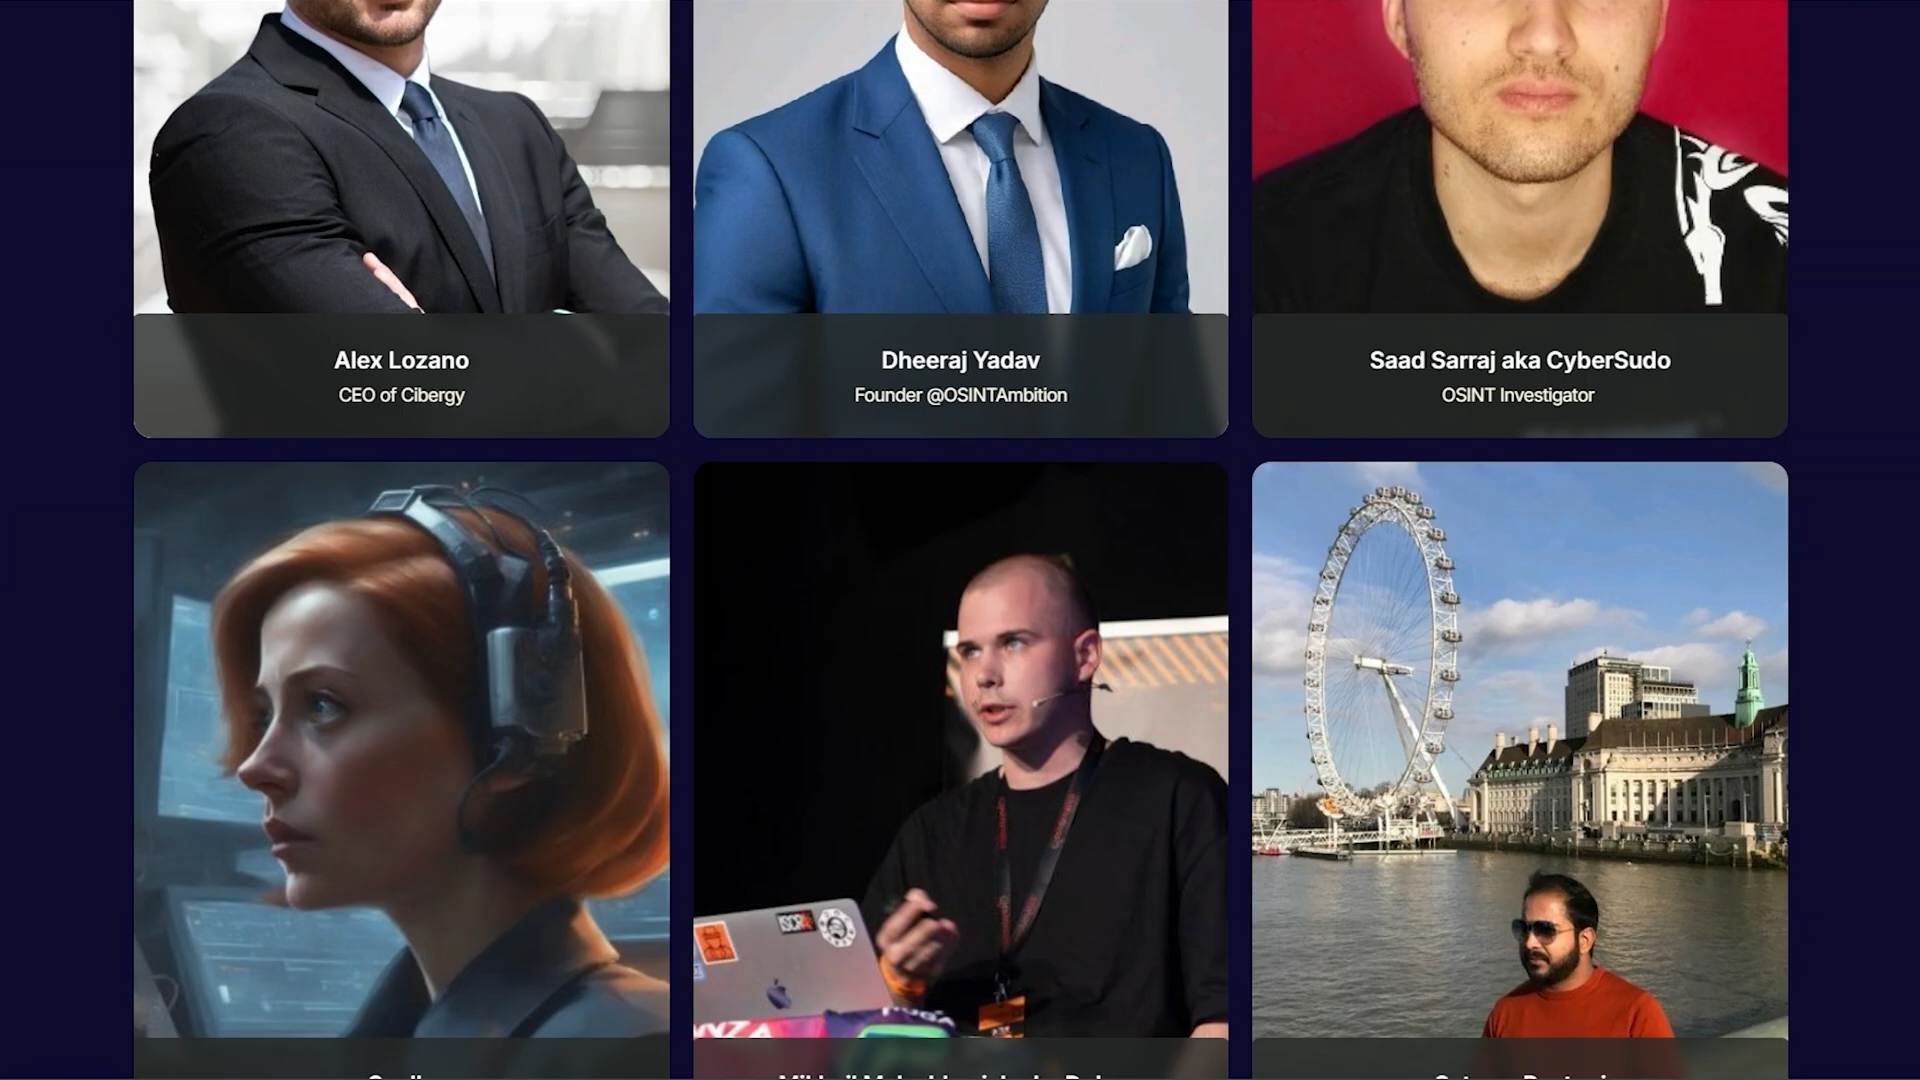 Alex Lozano
CEO of Cibergy
Dheeraj Yadav
Founder @OSINTAmbition
Saad Sarraj aka CyberSudo
OSINT Investigator